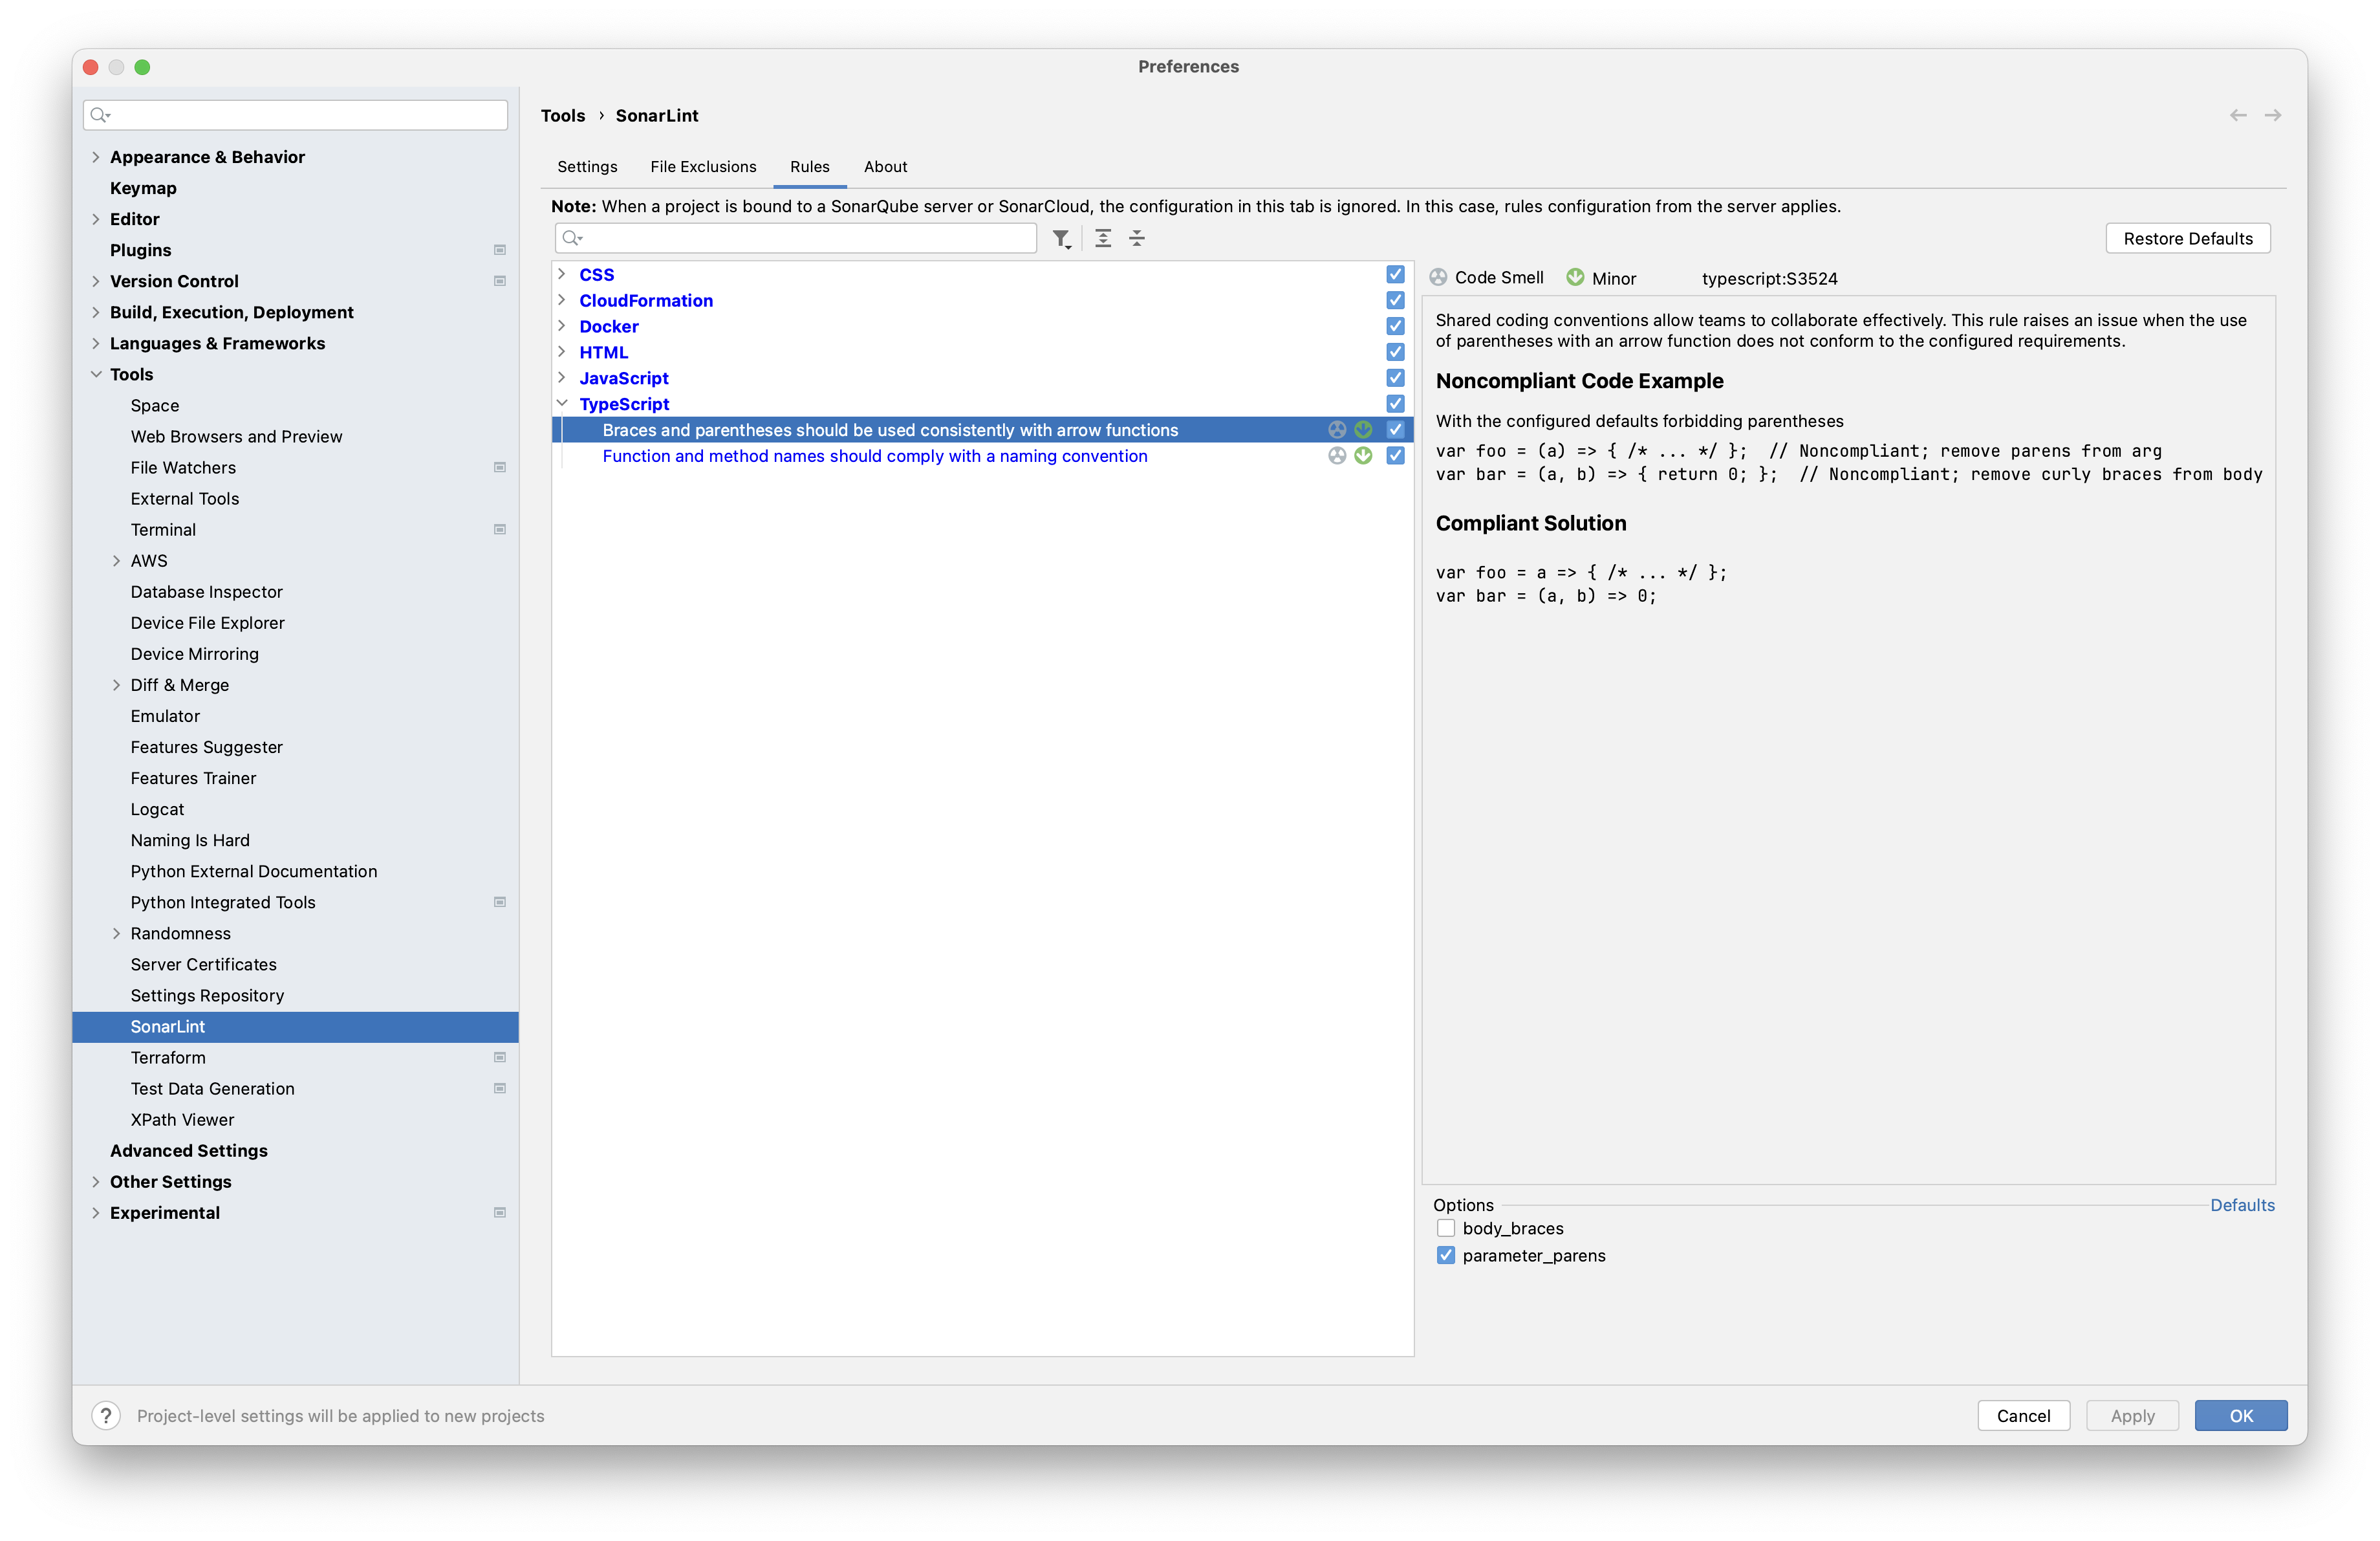 Preferences
Appearance & Behavior
Keymap
Editor
Plugins
Version Control
Build, Execution, Deployment
Languages & Frameworks
Tools
Space
Web Browsers and Preview
File Watchers
External Tools
Terminal
AWS
Database Inspector
Device File Explorer
Device Mirroring
Diff & Merge
Emulator
Features Suggester
Features Trainer
Logcat
Naming Is Hard
Python External Documentation
Python Integrated Tools
Randomness
Server Certificates
Settings Repository
SonarLint
Terraform
Test Data Generation
XPath Viewer
Advanced Settings
Other Settings
Experimental
Tools › SonarLint
Settings File Exclusions Rules About
Note: When a project is bound to a SonarQube server or SonarCloud, the configuration in this tab is ignored. In this case, rules configuration from the server applies.
Restore Defaults
CSS
CloudFormation
Docker
HTML
JavaScript
TypeScript
Braces and parentheses should be used consistently with arrow functions
Function and method names should comply with a naming convention
Code Smell Minor typescript:S3524
Shared coding conventions allow teams to collaborate effectively. This rule raises an issue when the use
of parentheses with an arrow function does not conform to the configured requirements.
Noncompliant Code Example
With the configured defaults forbidding parentheses
var foo = (a) => { /* ... */ };  // Noncompliant; remove parens from arg
var bar = (a, b) => { return 0; };  // Noncompliant; remove curly braces from body
Compliant Solution
var foo = a => { /* ... */ };
var bar = (a, b) => 0;
Options Defaults
body_braces
parameter_parens
? Project-level settings will be applied to new projects
Cancel Apply OK